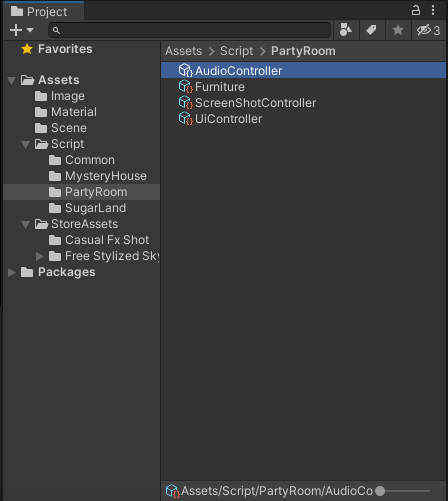 Project
3
Favorites
Assets
Image
Material
Scene
Script
Common
MysteryHouse
PartyRoom
SugarLand
StoreAssets
Casual Fx Shot
Free Stylized Sky
Packages
Assets > Script > PartyRoom
AudioController
Furniture
ScreenShotController
UiController
Assets/Script/PartyRoom/AudioCo